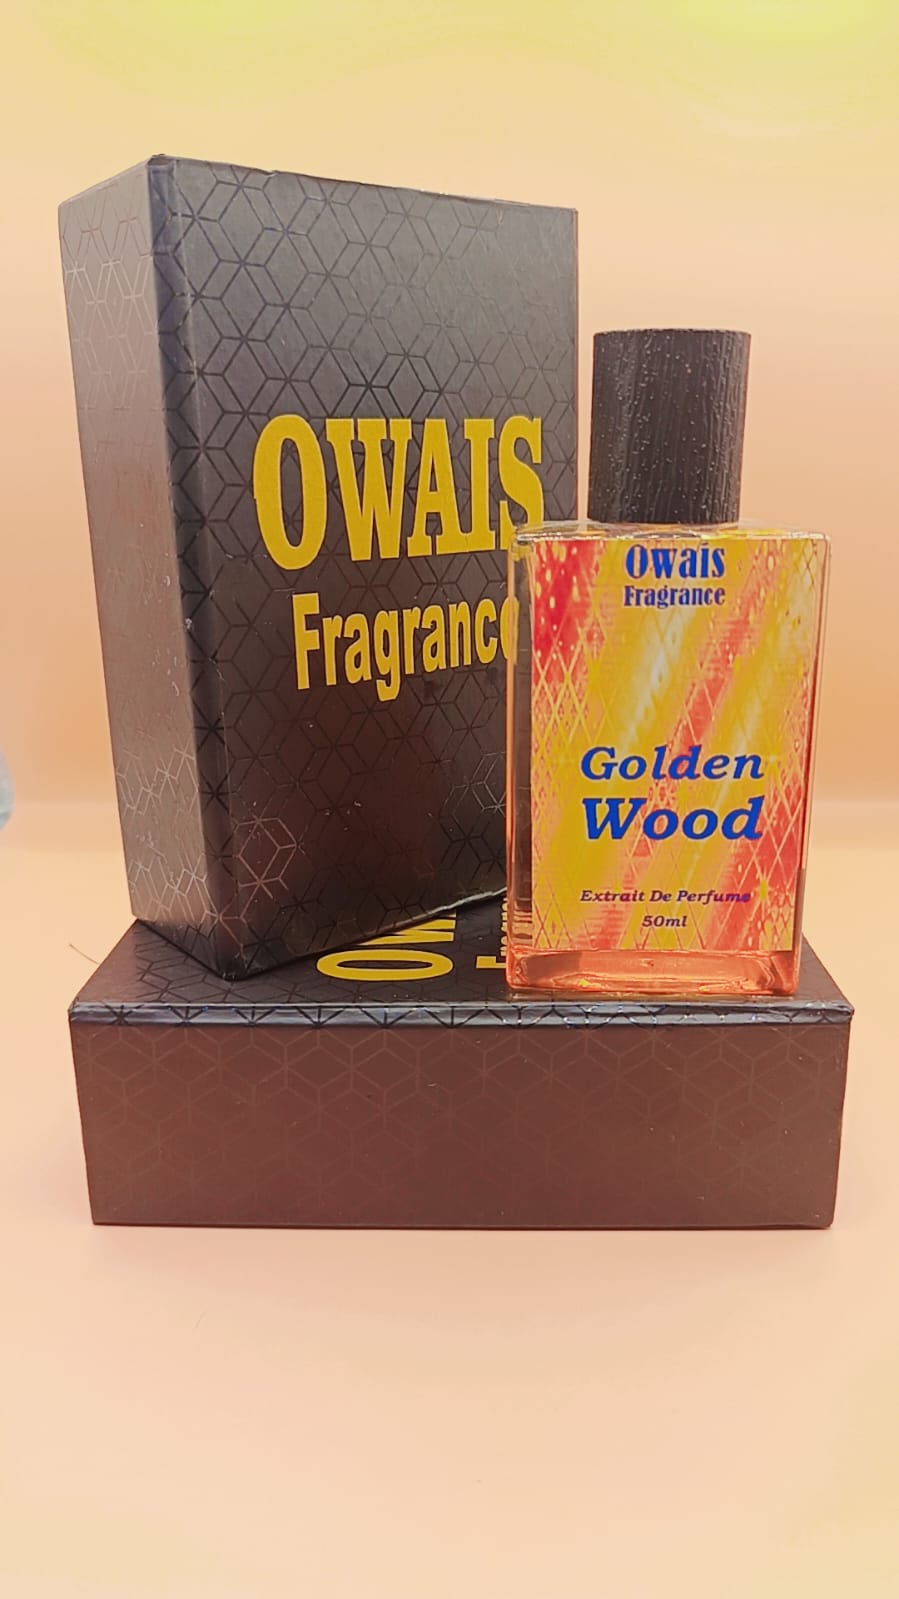 OWAIS
Fragrance
Owais
Fragrance
Golden
Wood
Extrait De Perfume
50ml